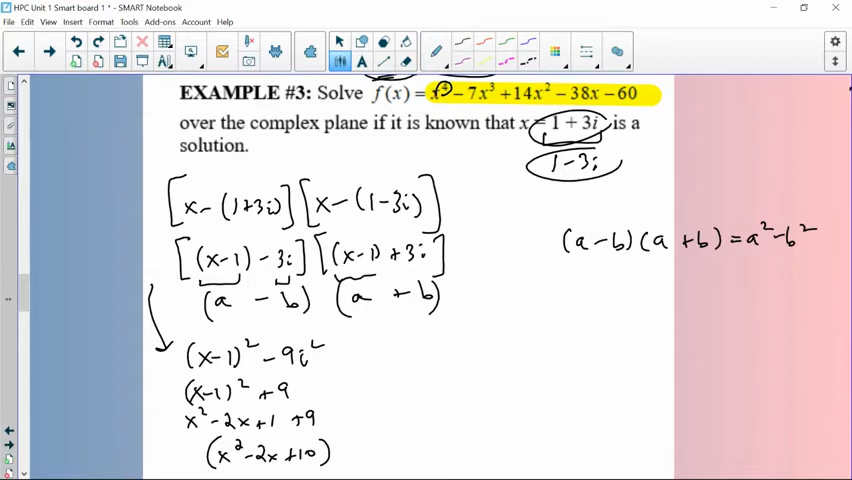 HPC Unit 1 Smart board 1 * - SMART Notebook
File Edit View Insert Format Tools Add-ons Account Help
EXAMPLE #3: Solve f(x) = x⁴ − 7x³ + 14x² − 38x − 60
over the complex plane if it is known that x = 1 + 3i is a
solution.
1-3i
[x-(1+3i)][x-(1-3i)]
[(x-1)-3i][(x-1)+3i]
(a-b)(a+b)=a²-b²
(a - b) (a + b)
(x-1)² -9i²
(x-1)² +9
x²-2x+1 +9
(x²-2x+10)